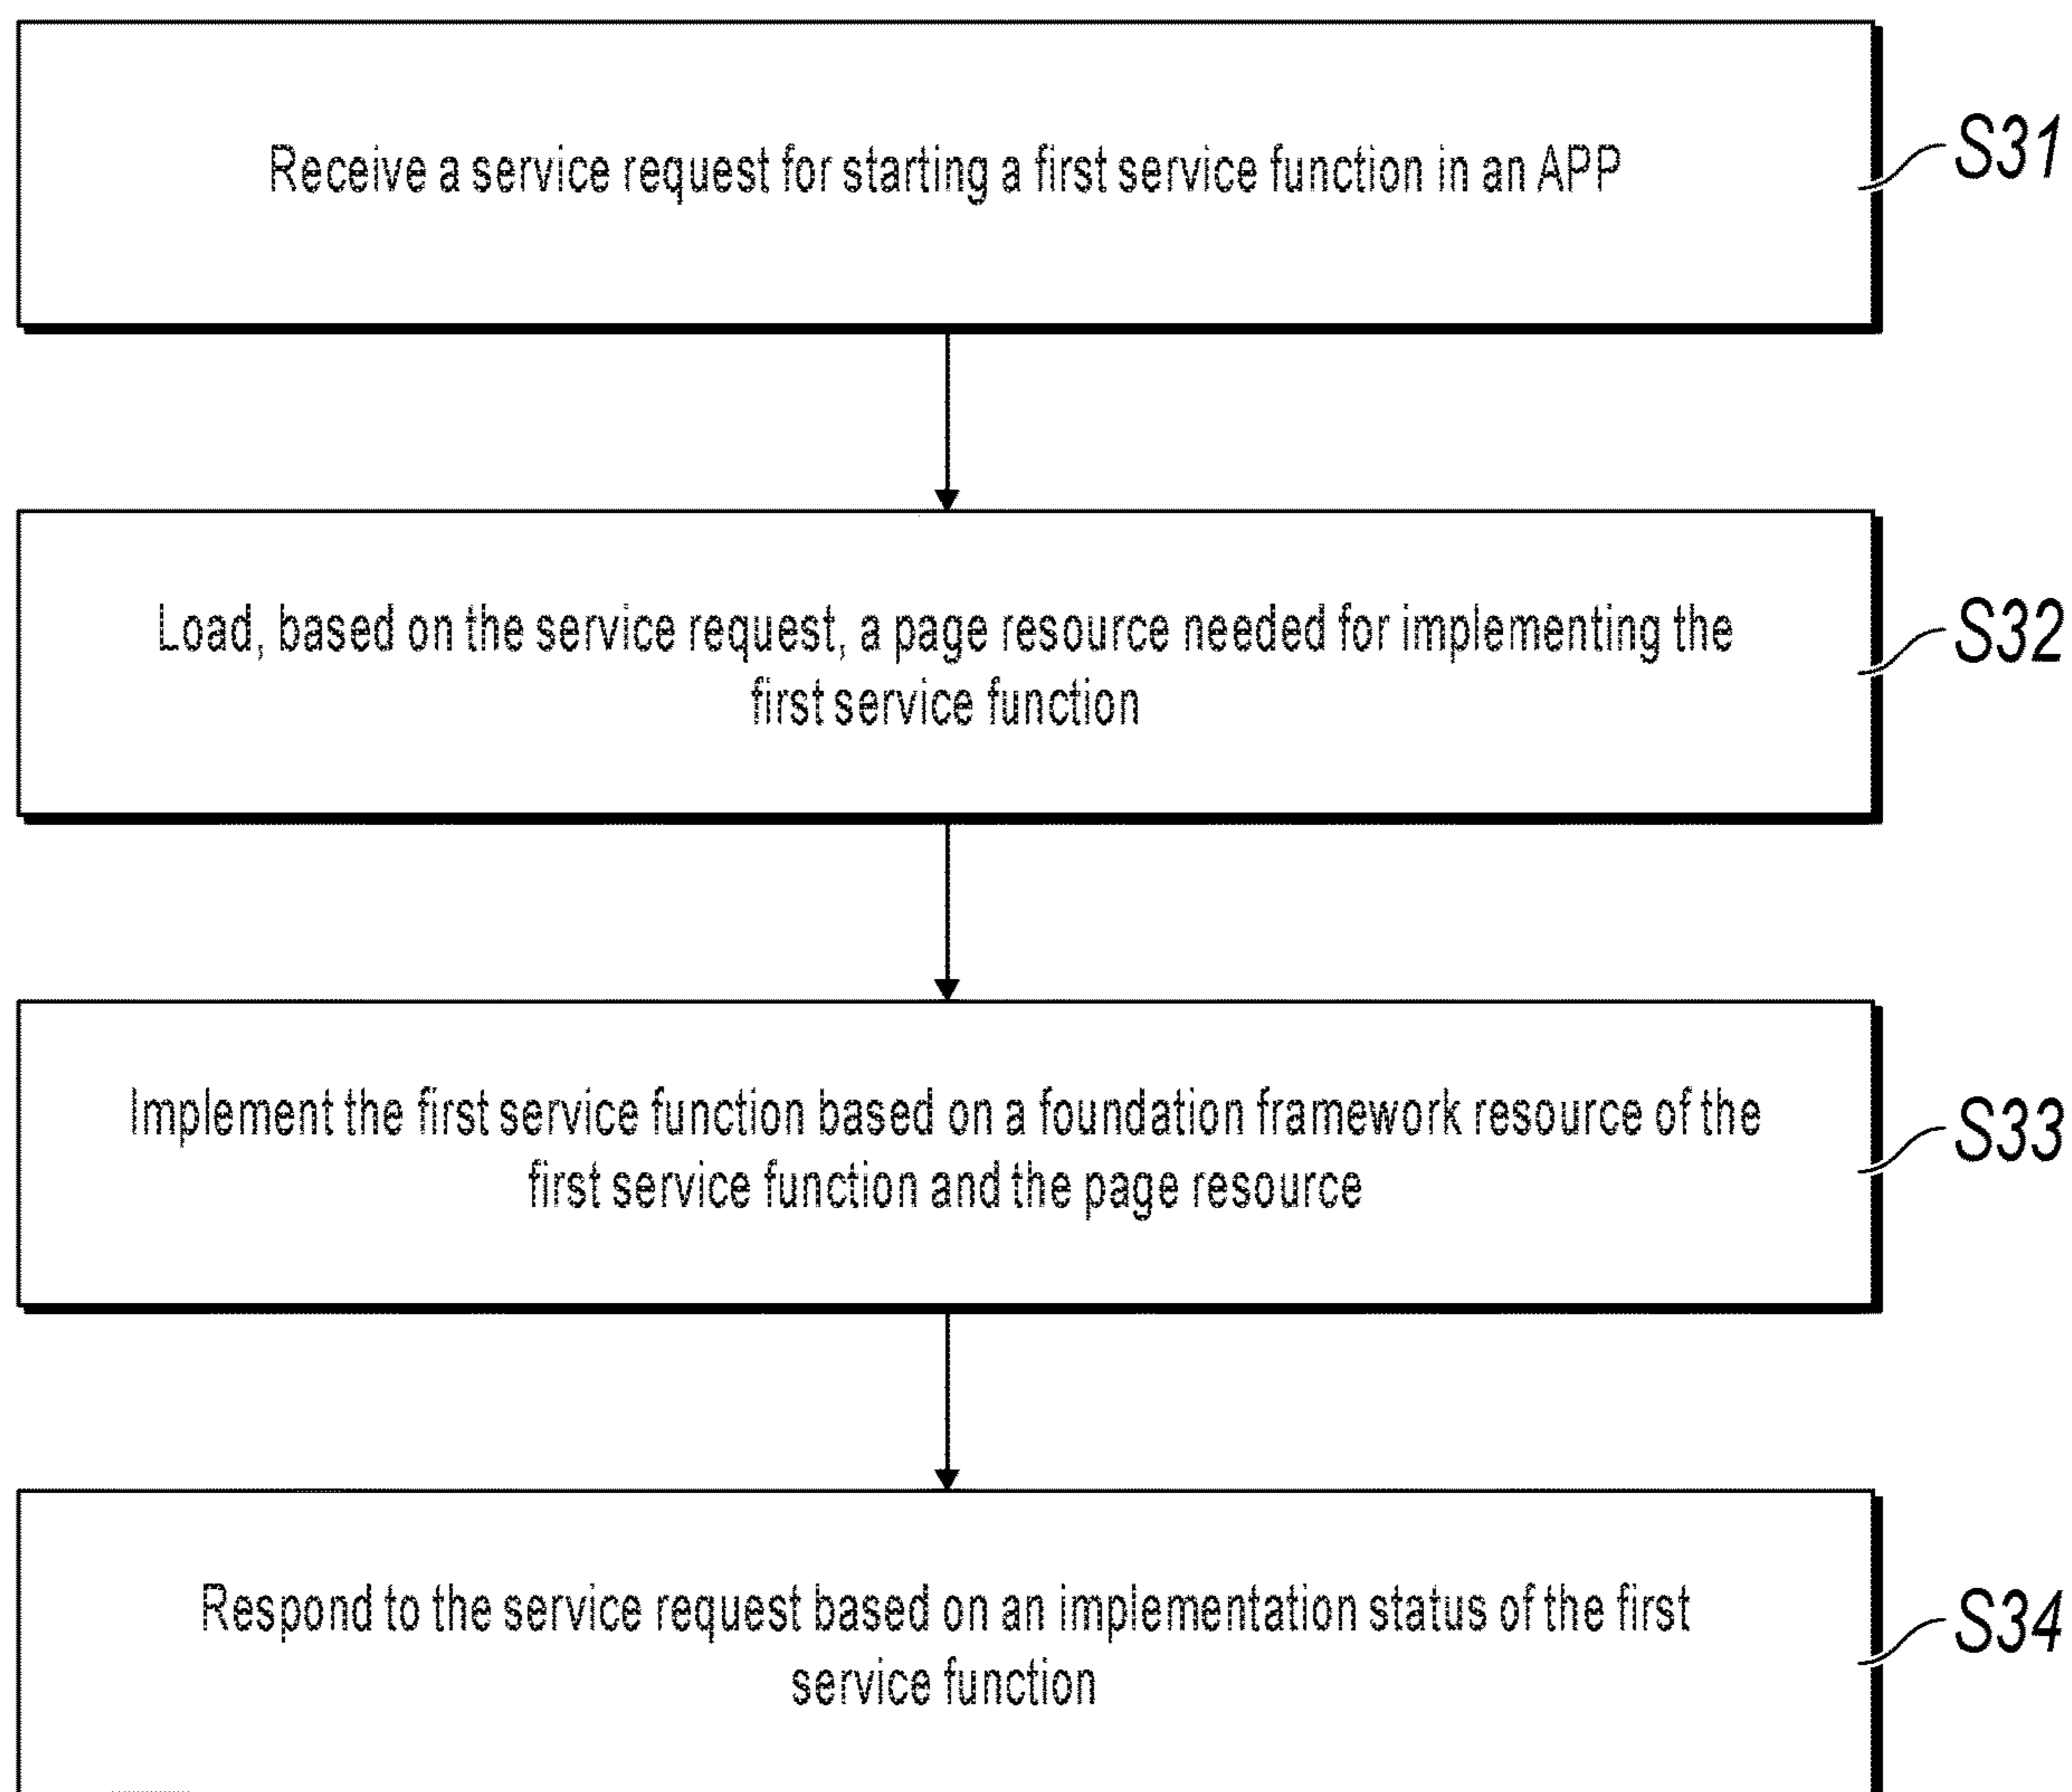 Receive a service request for starting a first service function in an APP
S31
Load, based on the service request, a page resource needed for implementing the
first service function
S32
Implement the first service function based on a foundation framework resource of the
first service function and the page resource
S33
Respond to the service request based on an implementation status of the first
service function
S34